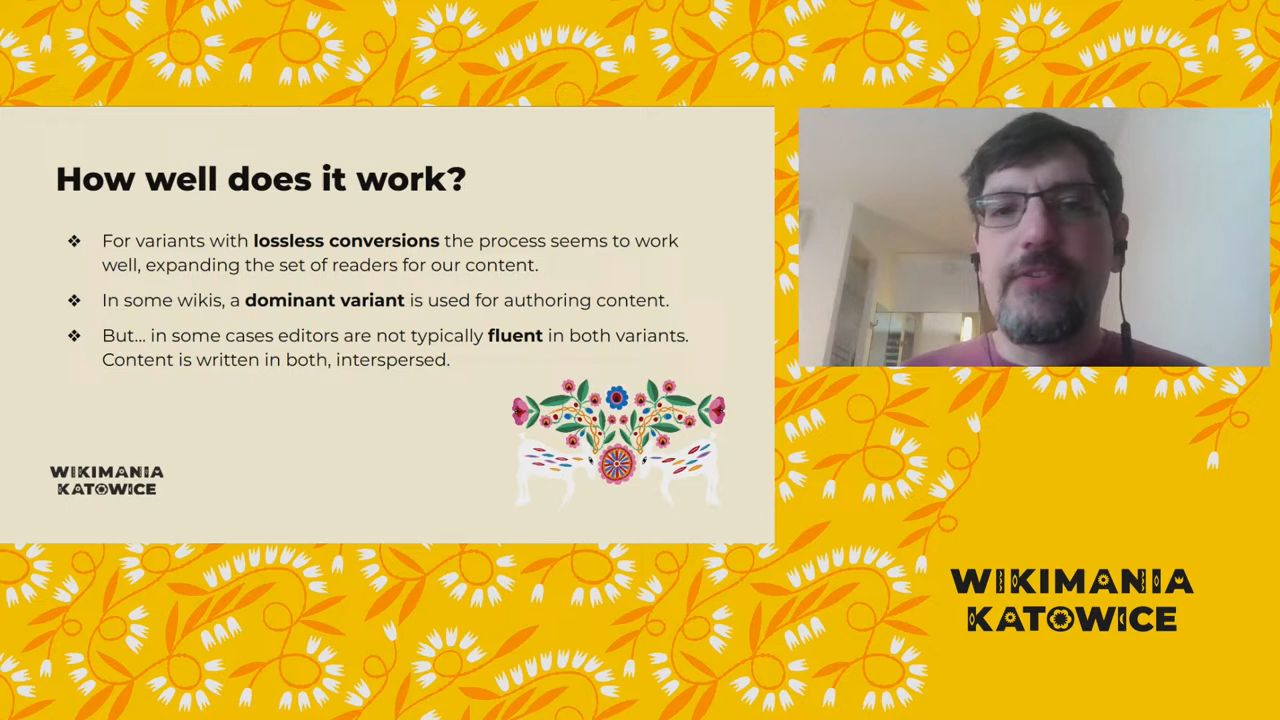 How well does it work?
❖ For variants with lossless conversions the process seems to work
well, expanding the set of readers for our content.
❖ In some wikis, a dominant variant is used for authoring content.
❖ But... in some cases editors are not typically fluent in both variants.
Content is written in both, interspersed.
WIKIMANIA
KATOWICE
WIKIMANIA
KATOWICE